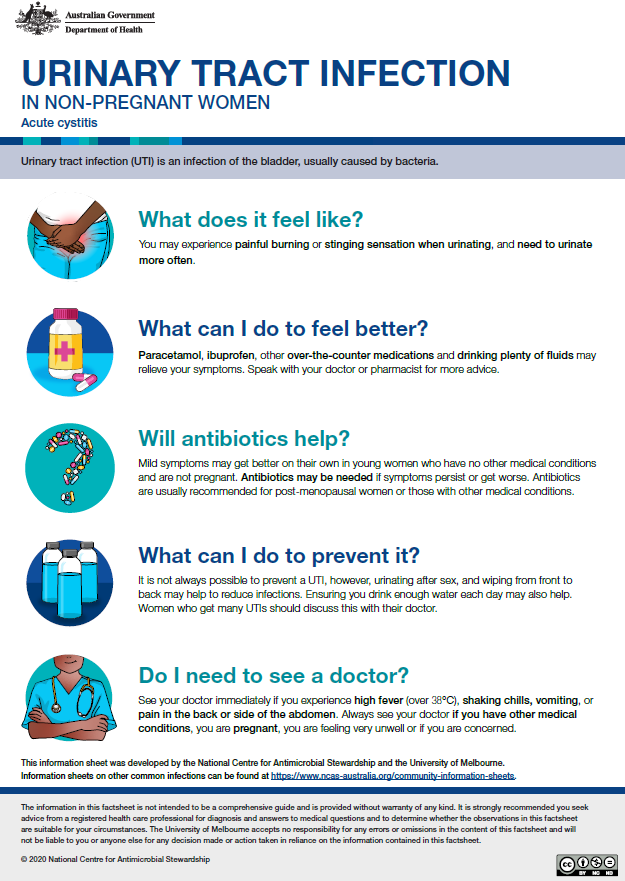 Australian Government
Department of Health
URINARY TRACT INFECTION
IN NON-PREGNANT WOMEN
Acute cystitis
Urinary tract infection (UTI) is an infection of the bladder, usually caused by bacteria.
What does it feel like?
You may experience painful burning or stinging sensation when urinating, and need to urinate
more often.
What can I do to feel better?
Paracetamol, ibuprofen, other over-the-counter medications and drinking plenty of fluids may
relieve your symptoms. Speak with your doctor or pharmacist for more advice.
Will antibiotics help?
Mild symptoms may get better on their own in young women who have no other medical conditions
and are not pregnant. Antibiotics may be needed if symptoms persist or get worse. Antibiotics
are usually recommended for post-menopausal women or those with other medical conditions.
What can I do to prevent it?
It is not always possible to prevent a UTI, however, urinating after sex, and wiping from front to
back may help to reduce infections. Ensuring you drink enough water each day may also help.
Women who get many UTIs should discuss this with their doctor.
Do I need to see a doctor?
See your doctor immediately if you experience high fever (over 38°C), shaking chills, vomiting, or
pain in the back or side of the abdomen. Always see your doctor if you have other medical
conditions, you are pregnant, you are feeling very unwell or if you are concerned.
This information sheet was developed by the National Centre for Antimicrobial Stewardship and the University of Melbourne.
Information sheets on other common infections can be found at https://www.ncas-australia.org/community-information-sheets.
The information in this factsheet is not intended to be a comprehensive guide and is provided without warranty of any kind. It is strongly recommended you seek
advice from a registered health care professional for diagnosis and answers to medical questions and to determine whether the observations in this factsheet
are suitable for your circumstances. The University of Melbourne accepts no responsibility for any errors or omissions in the content of this factsheet and will
not be liable to you or anyone else for any decision made or action taken in reliance on the information contained in this factsheet.
© 2020 National Centre for Antimicrobial Stewardship
cc
BY NC ND